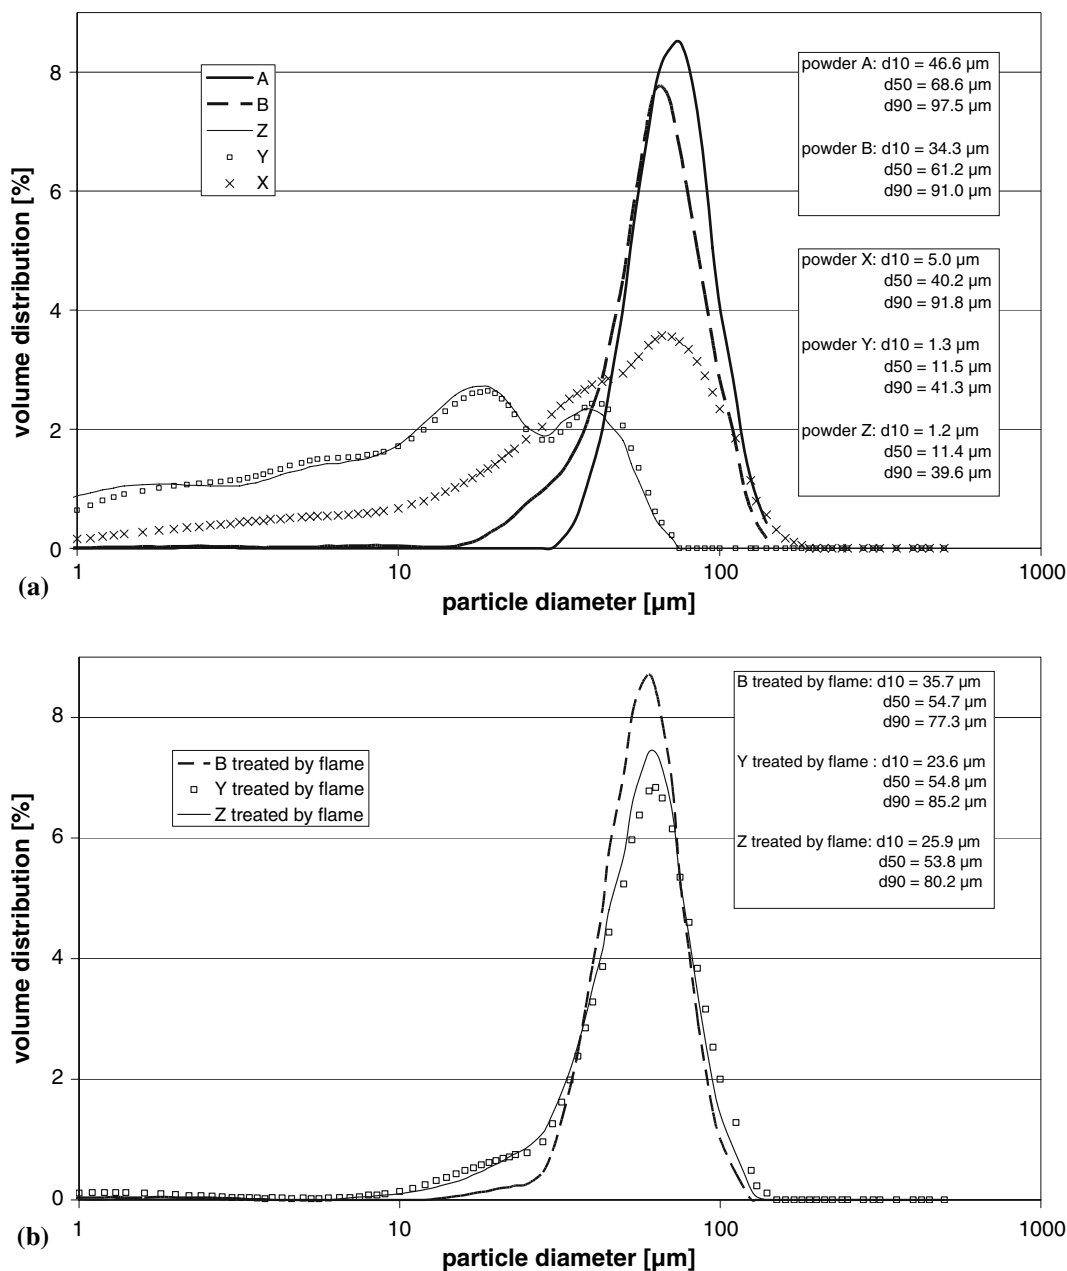 8
6
4
2
0
volume distribution [%]
A
B
Z
Y
X
powder A: d10 = 46.6 µm
d50 = 68.6 µm
d90 = 97.5 µm
powder B: d10 = 34.3 µm
d50 = 61.2 µm
d90 = 91.0 µm
powder X: d10 = 5.0 µm
d50 = 40.2 µm
d90 = 91.8 µm
powder Y: d10 = 1.3 µm
d50 = 11.5 µm
d90 = 41.3 µm
powder Z: d10 = 1.2 µm
d50 = 11.4 µm
d90 = 39.6 µm
1 10 100 1000
(a)
particle diameter [µm]
8
6
4
2
0
volume distribution [%]
B treated by flame
Y treated by flame
Z treated by flame
B treated by flame: d10 = 35.7 µm
d50 = 54.7 µm
d90 = 77.3 µm
Y treated by flame : d10 = 23.6 µm
d50 = 54.8 µm
d90 = 85.2 µm
Z treated by flame: d10 = 25.9 µm
d50 = 53.8 µm
d90 = 80.2 µm
1 10 100 1000
(b)
particle diameter [µm]